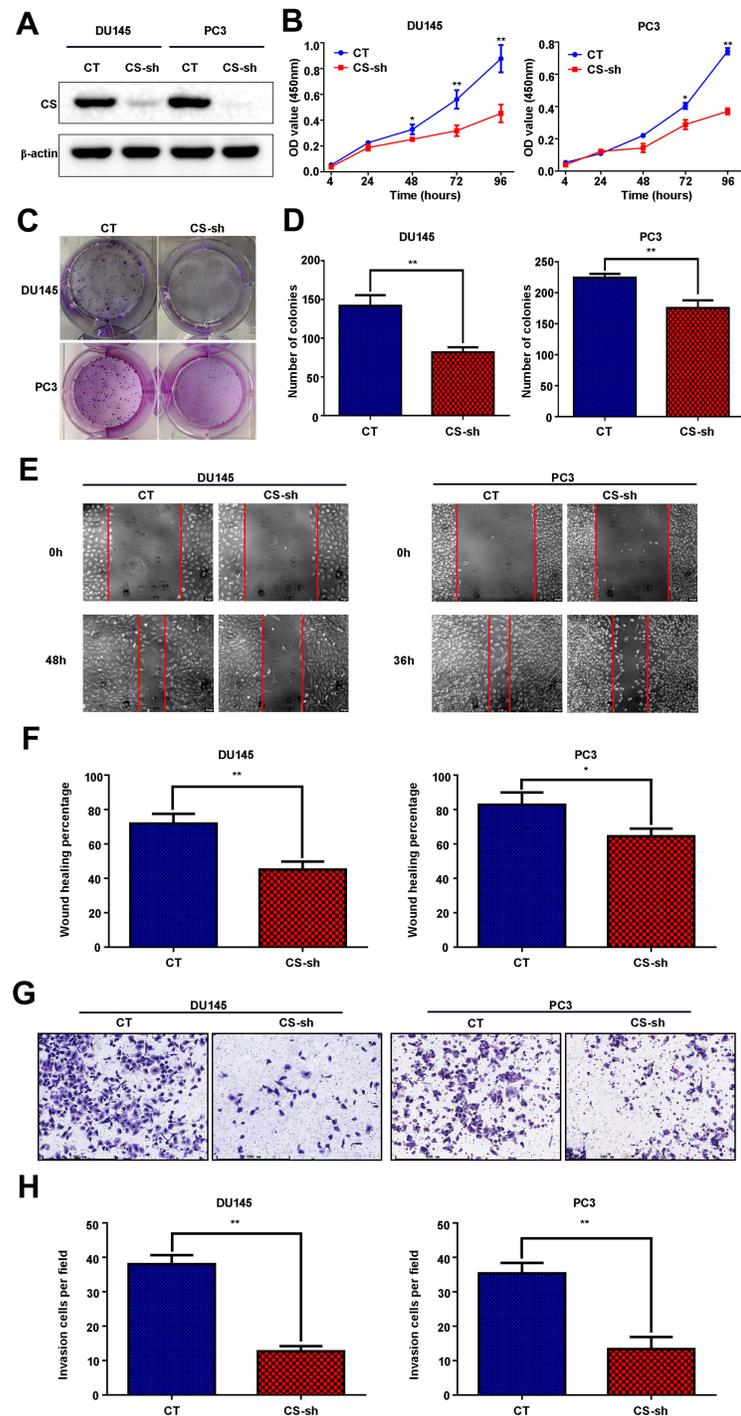 A
DU145 PC3
CT CS-sh CT CS-sh
CS
β-actin
B
DU145
OD value (450nm)
1.0
0.8
0.6
0.4
0.2
0.0
CT
CS-sh
*
**
**
4 24 48 72 96
Time (hours)
PC3
OD value (450nm)
0.8
0.6
0.4
0.2
0.0
CT
CS-sh
*
**
4 24 48 72 96
Time (hours)
C
CT CS-sh
DU145
PC3
D
DU145
Number of colonies
200
150
100
50
0
**
CT CS-sh
PC3
Number of colonies
250
200
150
100
50
0
**
CT CS-sh
E
DU145
CT CS-sh
0h
48h
PC3
CT CS-sh
0h
36h
F
DU145
Wound healing percentage
100
80
60
40
20
0
**
CT CS-sh
PC3
Wound healing percentage
100
80
60
40
20
0
*
CT CS-sh
G
DU145
CT CS-sh
PC3
CT CS-sh
H
DU145
Invasion cells per field
50
40
30
20
10
0
**
CT CS-sh
PC3
Invasion cells per field
50
40
30
20
10
0
**
CT CS-sh